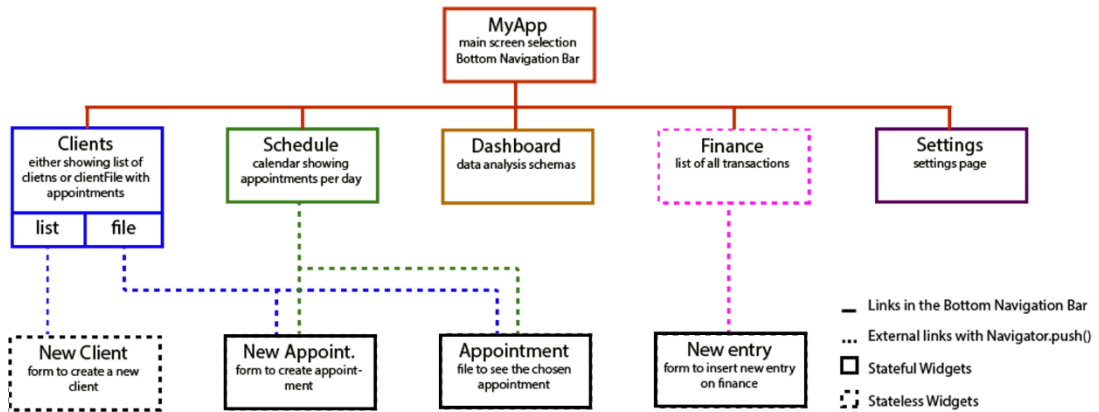 MyApp
main screen selection
Bottom Navigation Bar
Clients
either showing list of
clietns or clientFile with
appointments
list
file
Schedule
calendar showing
appointments per day
Dashboard
data analysis schemas
Finance
list of all transactions
Settings
settings page
New Client
form to create a new
client
New Appoint.
form to create appoint-
ment
Appointment
file to see the chosen
appointment
New entry
form to insert new entry
on finance
Links in the Bottom Navigation Bar
External links with Navigator.push()
Stateful Widgets
Stateless Widgets